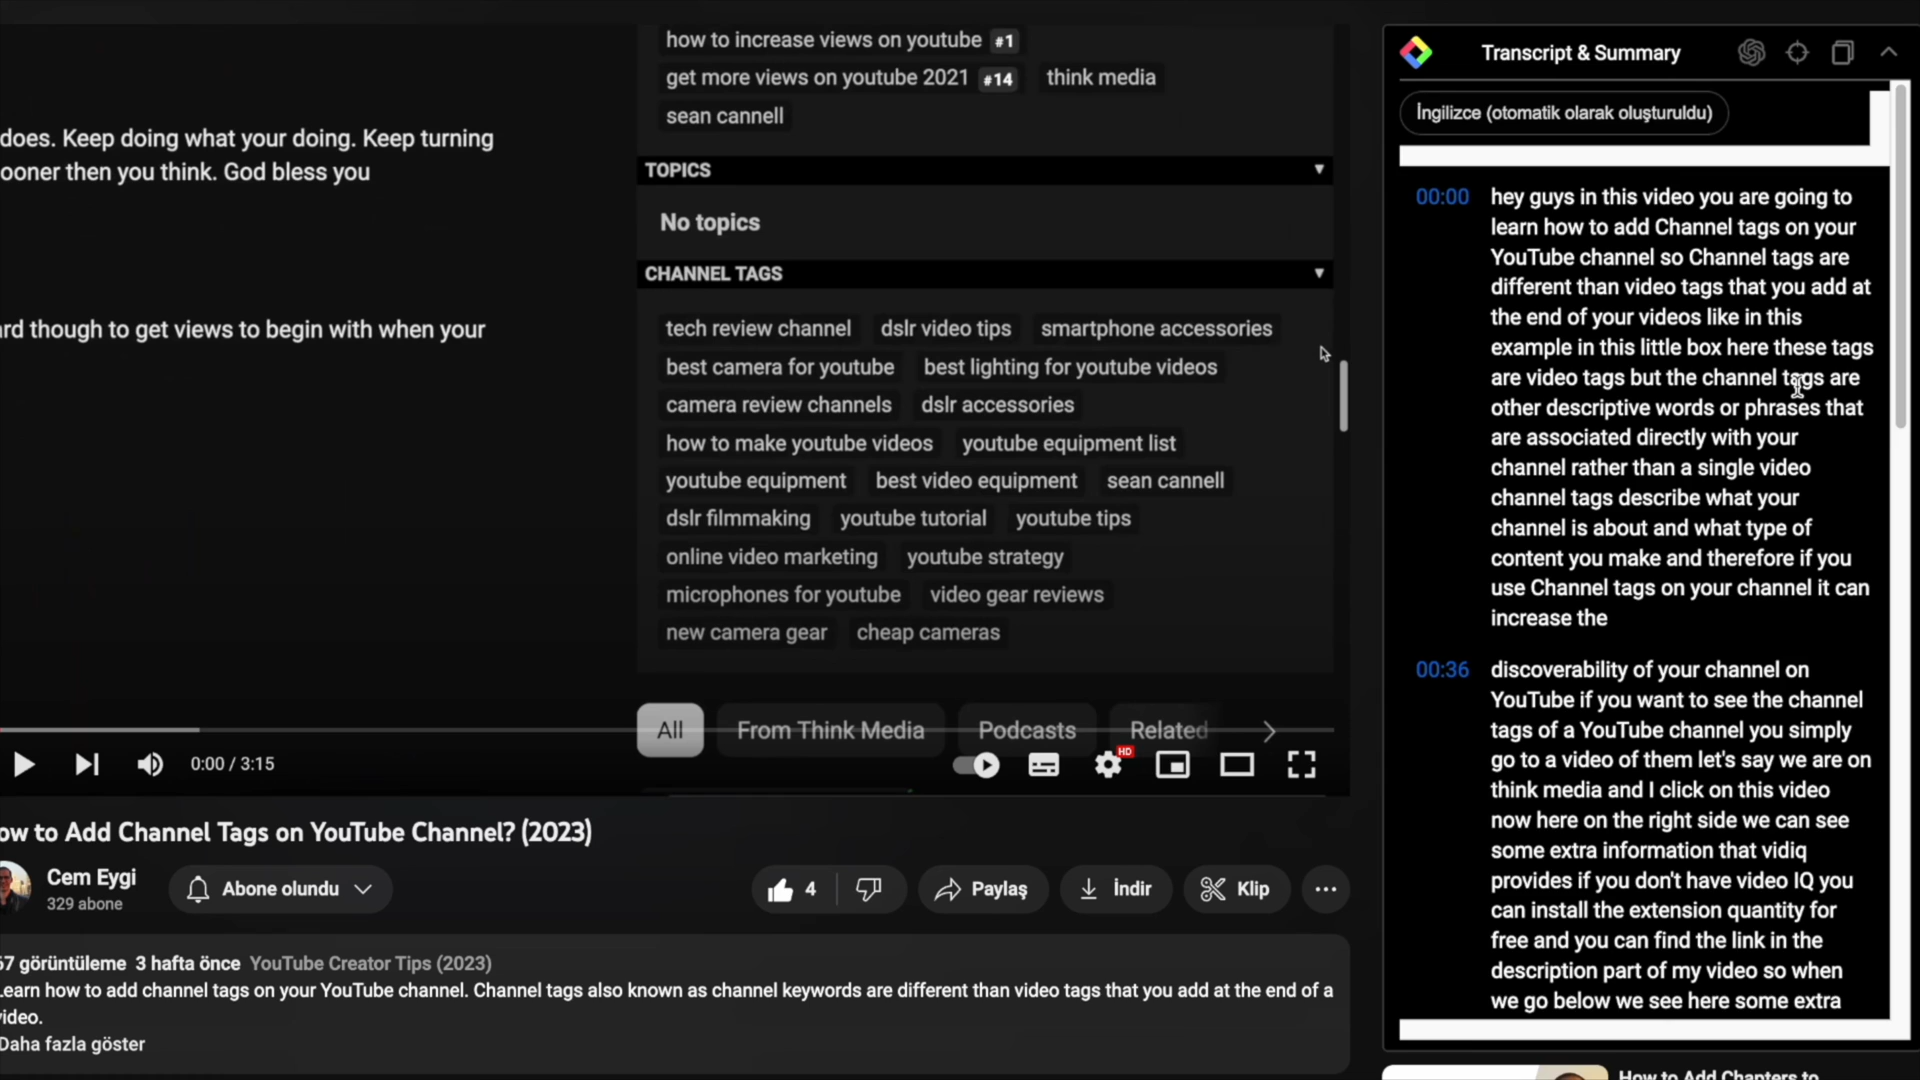 how to increase views on youtube #1
get more views on youtube 2021 #14 think media
sean cannell
does. Keep doing what your doing. Keep turning
ooner then you think. God bless you
TOPICS
No topics
CHANNEL TAGS
rd though to get views to begin with when your
tech review channel dslr video tips smartphone accessories
best camera for youtube best lighting for youtube videos
camera review channels dslr accessories
how to make youtube videos youtube equipment list
youtube equipment best video equipment sean cannell
dslr filmmaking youtube tutorial youtube tips
online video marketing youtube strategy
microphones for youtube video gear reviews
new camera gear cheap cameras
All From Think Media Podcasts Related
0:00 / 3:15
HD
ow to Add Channel Tags on YouTube Channel? (2023)
Cem Eygi
329 abone
Abone olundu
4
Paylaş
İndir
Klip
67 görüntüleme 3 hafta önce YouTube Creator Tips (2023)
Learn how to add channel tags on your YouTube channel. Channel tags also known as channel keywords are different than video tags that you add at the end of a
video.
Daha fazla göster
Transcript & Summary
İngilizce (otomatik olarak oluşturuldu)
00:00 hey guys in this video you are going to
learn how to add Channel tags on your
YouTube channel so Channel tags are
different than video tags that you add at
the end of your videos like in this
example in this little box here these tags
are video tags but the channel tags are
other descriptive words or phrases that
are associated directly with your
channel rather than a single video
channel tags describe what your
channel is about and what type of
content you make and therefore if you
use Channel tags on your channel it can
increase the
00:36 discoverability of your channel on
YouTube if you want to see the channel
tags of a YouTube channel you simply
go to a video of them let's say we are on
think media and I click on this video
now here on the right side we can see
some extra information that vidiq
provides if you don't have video IQ you
can install the extension quantity for
free and you can find the link in the
description part of my video so when
we go below we see here some extra
How to Add Chapters to